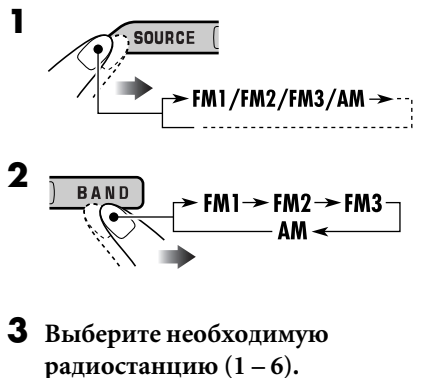 1
SOURCE
FM1/FM2/FM3/AM
2
BAND
FM1 FM2 FM3
AM
3 Выберите необходимую
радиостанцию (1 – 6).